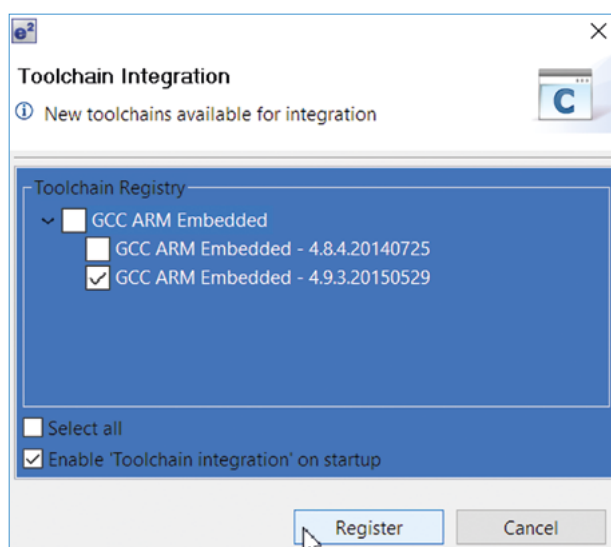 e²
Toolchain Integration
New toolchains available for integration
C
Toolchain Registry
GCC ARM Embedded
GCC ARM Embedded - 4.8.4.20140725
GCC ARM Embedded - 4.9.3.20150529
Select all
Enable 'Toolchain integration' on startup
Register Cancel